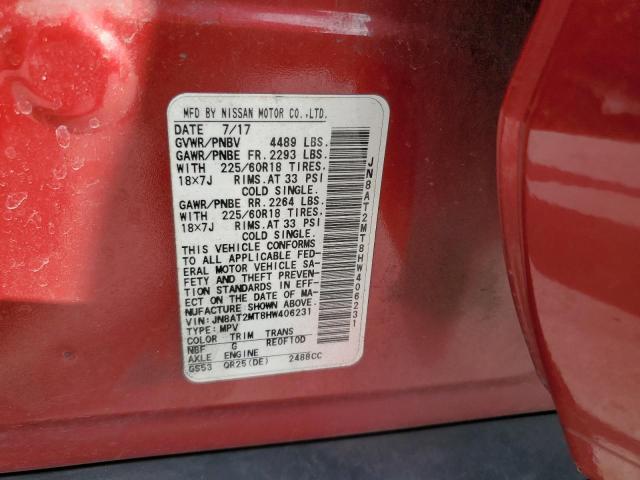 MFD BY NISSAN MOTOR CO.,LTD.
DATE 7/17
GVWR/PNBV 4489 LBS.
GAWR/PNBE FR. 2293 LBS.
WITH 225/60R18 TIRES.
18×7J RIMS.AT 33 PSI
COLD SINGLE.
GAWR/PNBE RR. 2264 LBS.
WITH 225/60R18 TIRES.
18×7J RIMS.AT 33 PSI
COLD SINGLE.
THIS VEHICLE CONFORMS
TO ALL APPLICABLE FED-
ERAL MOTOR VEHICLE SA-
FETY AND THEFT PREVEN-
TION STANDARDS IN EFF-
ECT ON THE DATE OF MA-
NUFACTURE SHOWN ABOVE.
VIN:JN8AT2MT8HW406231
TYPE:MPV
COLOR TRIM TRANS
NBF G RE0F10D
AXLE ENGINE
GS53 QR25(DE) 2488CC
JN8AT2MT8HW406231